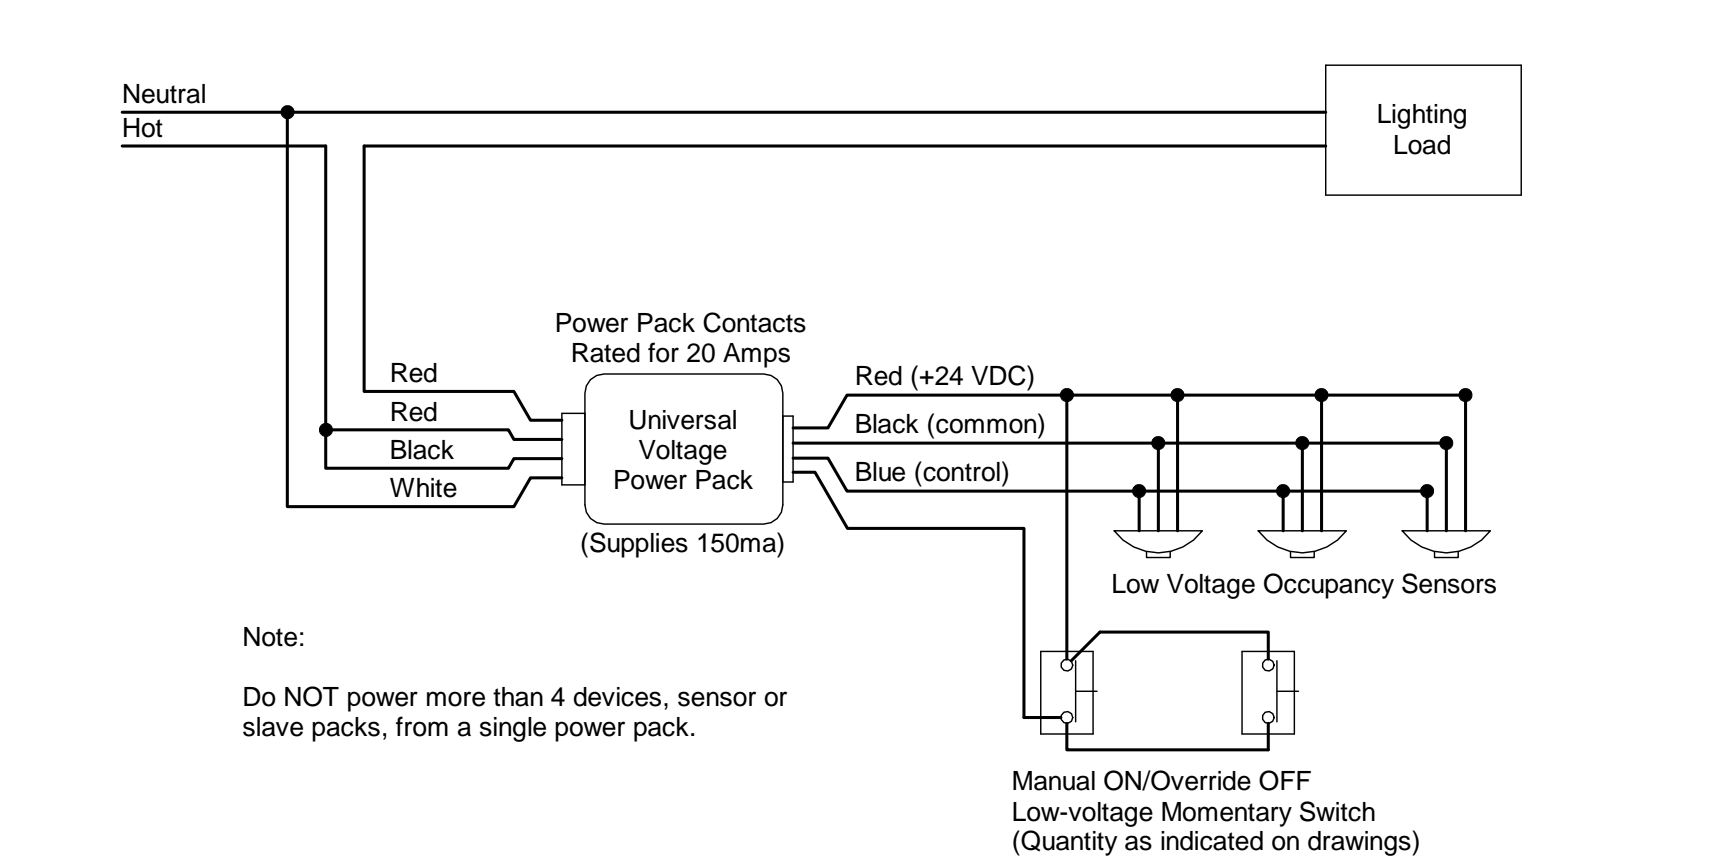 Neutral
Hot
Lighting
Load
Power Pack Contacts
Rated for 20 Amps
Red
Red
Black
White
Universal
Voltage
Power Pack
(Supplies 150ma)
Red (+24 VDC)
Black (common)
Blue (control)
Low Voltage Occupancy Sensors
Note:
Do NOT power more than 4 devices, sensor or
slave packs, from a single power pack.
Manual ON/Override OFF
Low-voltage Momentary Switch
(Quantity as indicated on drawings)